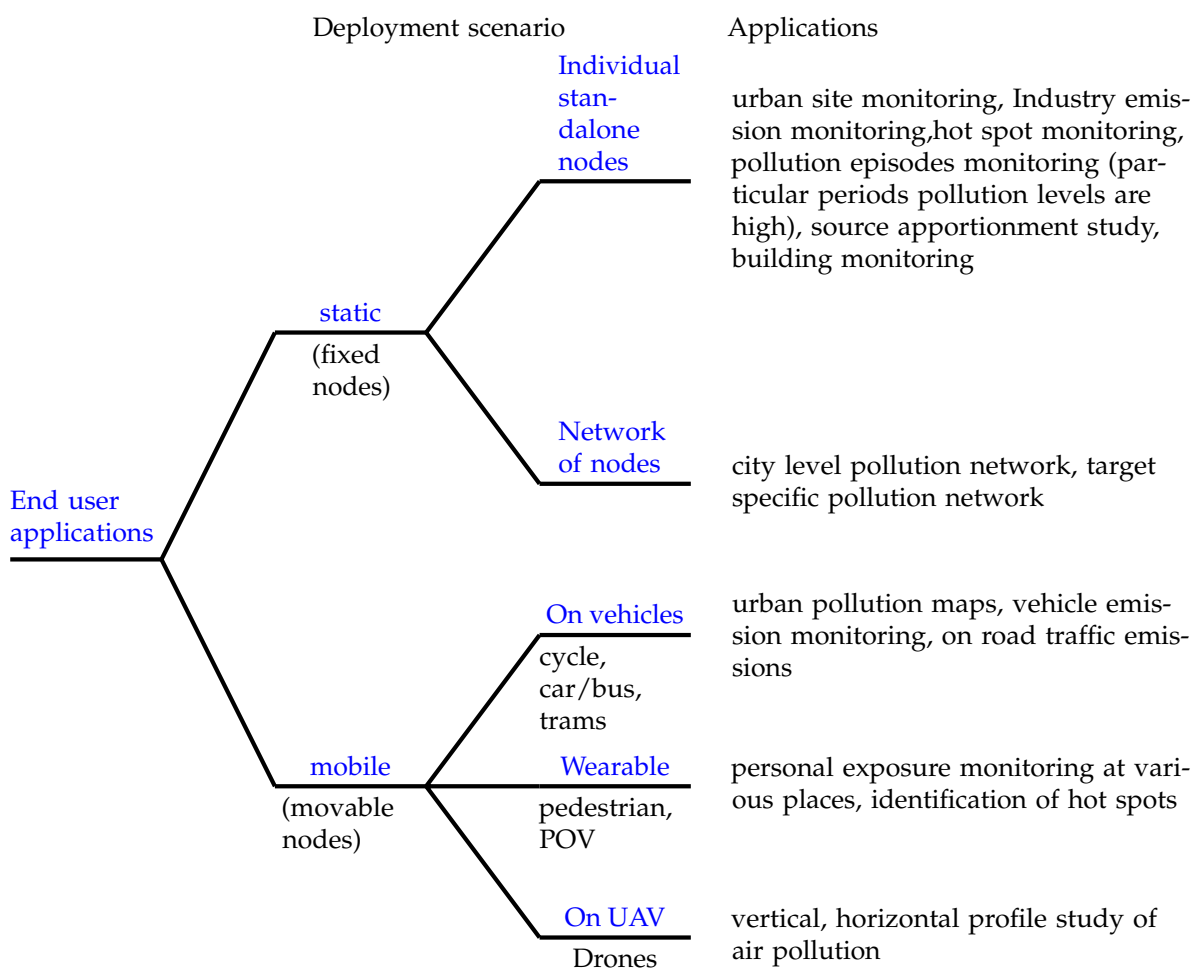 Deployment scenario
Applications
Individual
stan-
dalone
nodes
urban site monitoring, Industry emis-
sion monitoring,hot spot monitoring,
pollution episodes monitoring (par-
ticular periods pollution levels are
high), source apportionment study,
building monitoring
static
(fixed
nodes)
Network
of nodes
city level pollution network, target
specific pollution network
End user
applications
On vehicles
cycle,
car/bus,
trams
urban pollution maps, vehicle emis-
sion monitoring, on road traffic emis-
sions
mobile
(movable
nodes)
Wearable
pedestrian,
POV
personal exposure monitoring at vari-
ous places, identification of hot spots
On UAV
Drones
vertical, horizontal profile study of
air pollution